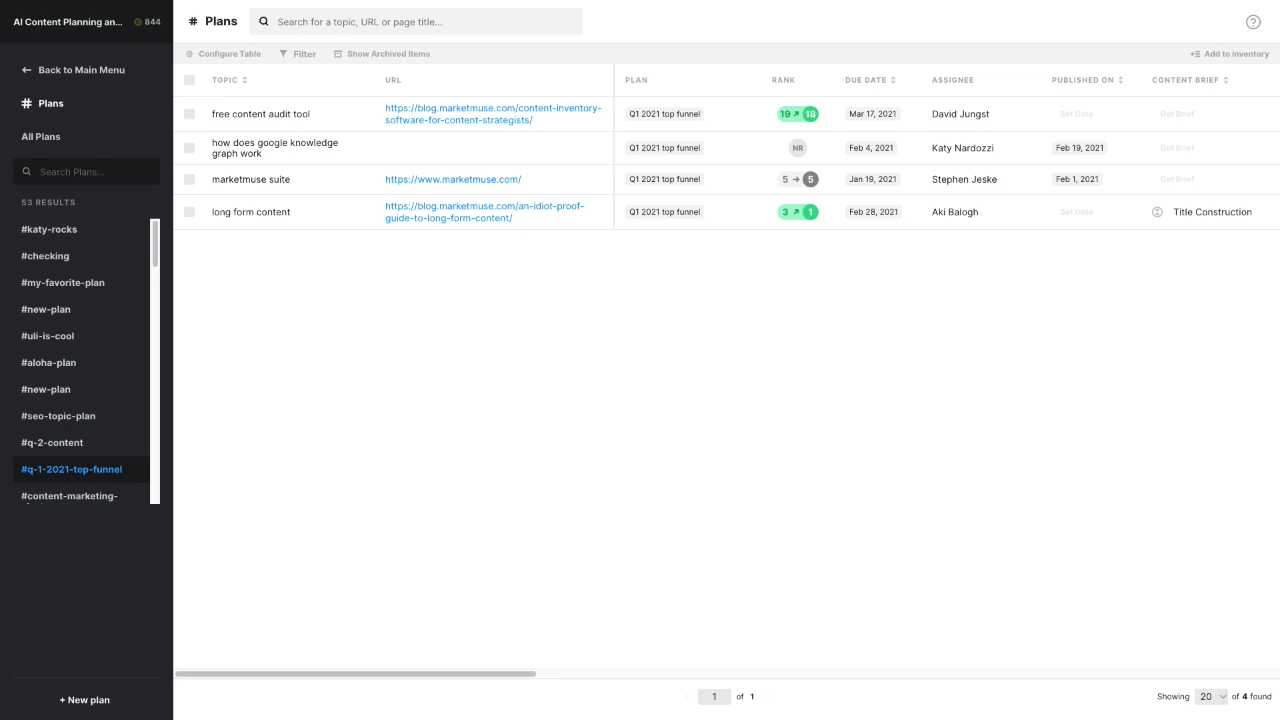 AI Content Planning an...
844
Back to Main Menu
# Plans
All Plans
Search Plans...
53 RESULTS
#katy-rocks
#checking
#my-favorite-plan
#new-plan
#uli-is-cool
#aloha-plan
#new-plan
#seo-topic-plan
#q-2-content
#q-1-2021-top-funnel
#content-marketing-
+ New plan
# Plans
Search for a topic, URL or page title...
Configure Table
Filter
Show Archived Items
Add to inventory
TOPIC
URL
PLAN
RANK
DUE DATE
ASSIGNEE
PUBLISHED ON
CONTENT BRIEF
free content audit tool
https://blog.marketmuse.com/content-inventory-
software-for-content-strategists/
Q1 2021 top funnel
19 ↗ 18
Mar 17, 2021
David Jungst
Set Date
Get Brief
how does google knowledge
graph work
Q1 2021 top funnel
NR
Feb 4, 2021
Katy Nardozzi
Feb 19, 2021
Get Brief
marketmuse suite
https://www.marketmuse.com/
Q1 2021 top funnel
5 → 5
Jan 19, 2021
Stephen Jeske
Feb 1, 2021
Get Brief
long form content
https://blog.marketmuse.com/an-idiot-proof-
guide-to-long-form-content/
Q1 2021 top funnel
3 ↗ 1
Feb 28, 2021
Aki Balogh
Set Date
Title Construction
1 of 1
Showing 20 of 4 found